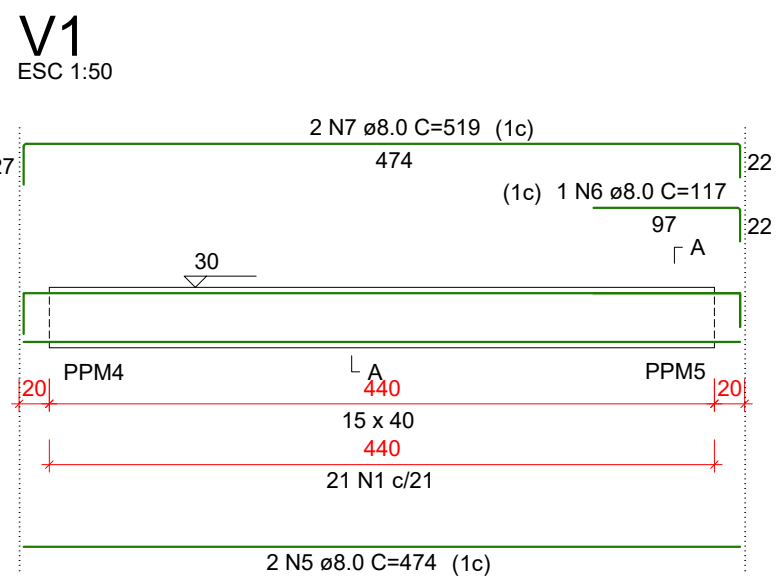 V1
ESC 1:50
2 N7 ø8.0 C=519 (1c)
27 474 22
(1c) 1 N6 ø8.0 C=117
97 22
A
30
PPM4 A PPM5
20 440 20
15 x 40
440
21 N1 c/21
2 N5 ø8.0 C=474 (1c)